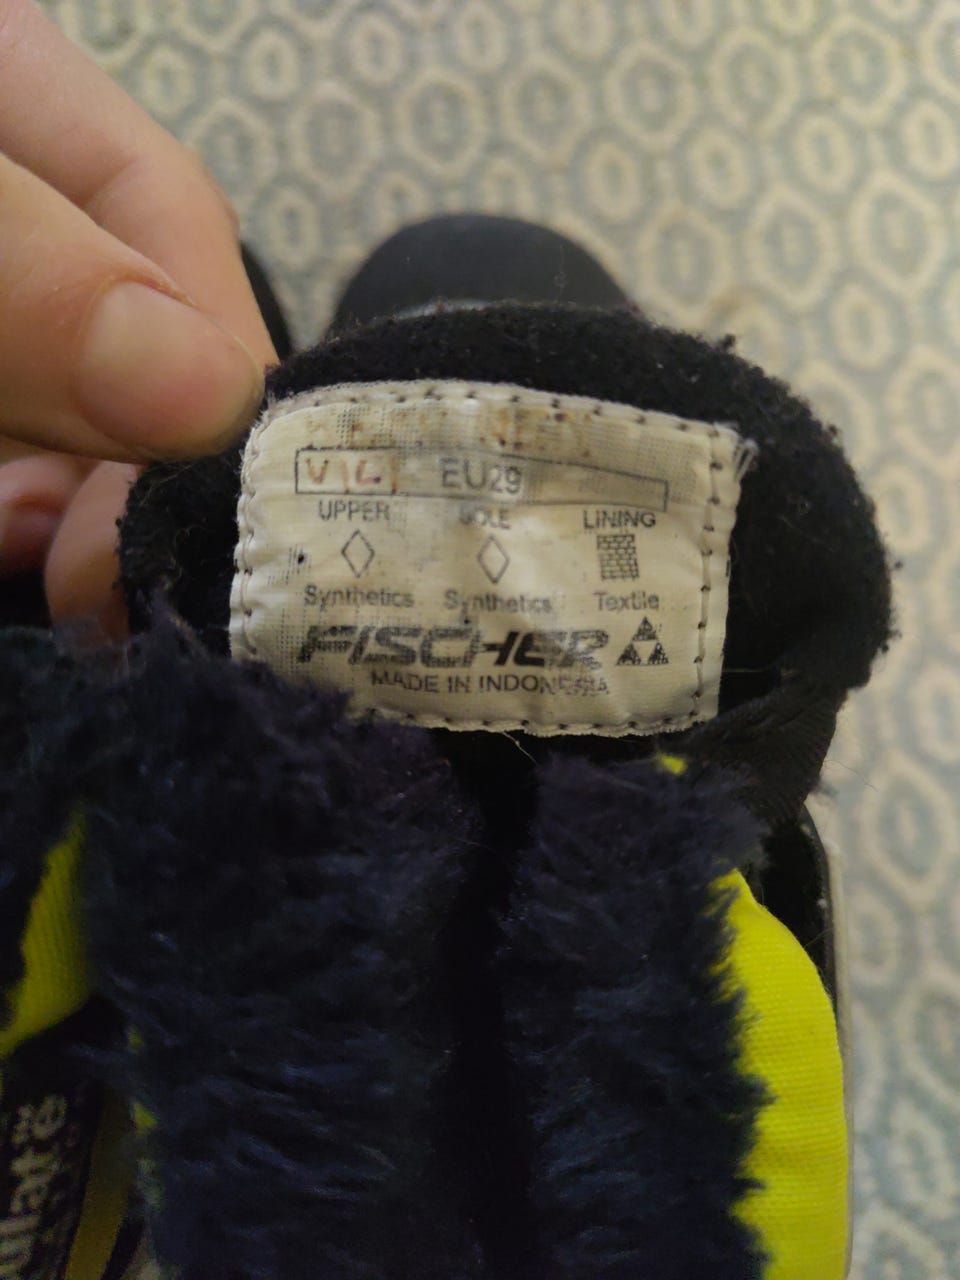 EU29
UPPER SOLE LINING
Synthetics Synthetics Textile
FISCHER
MADE IN INDONESIA